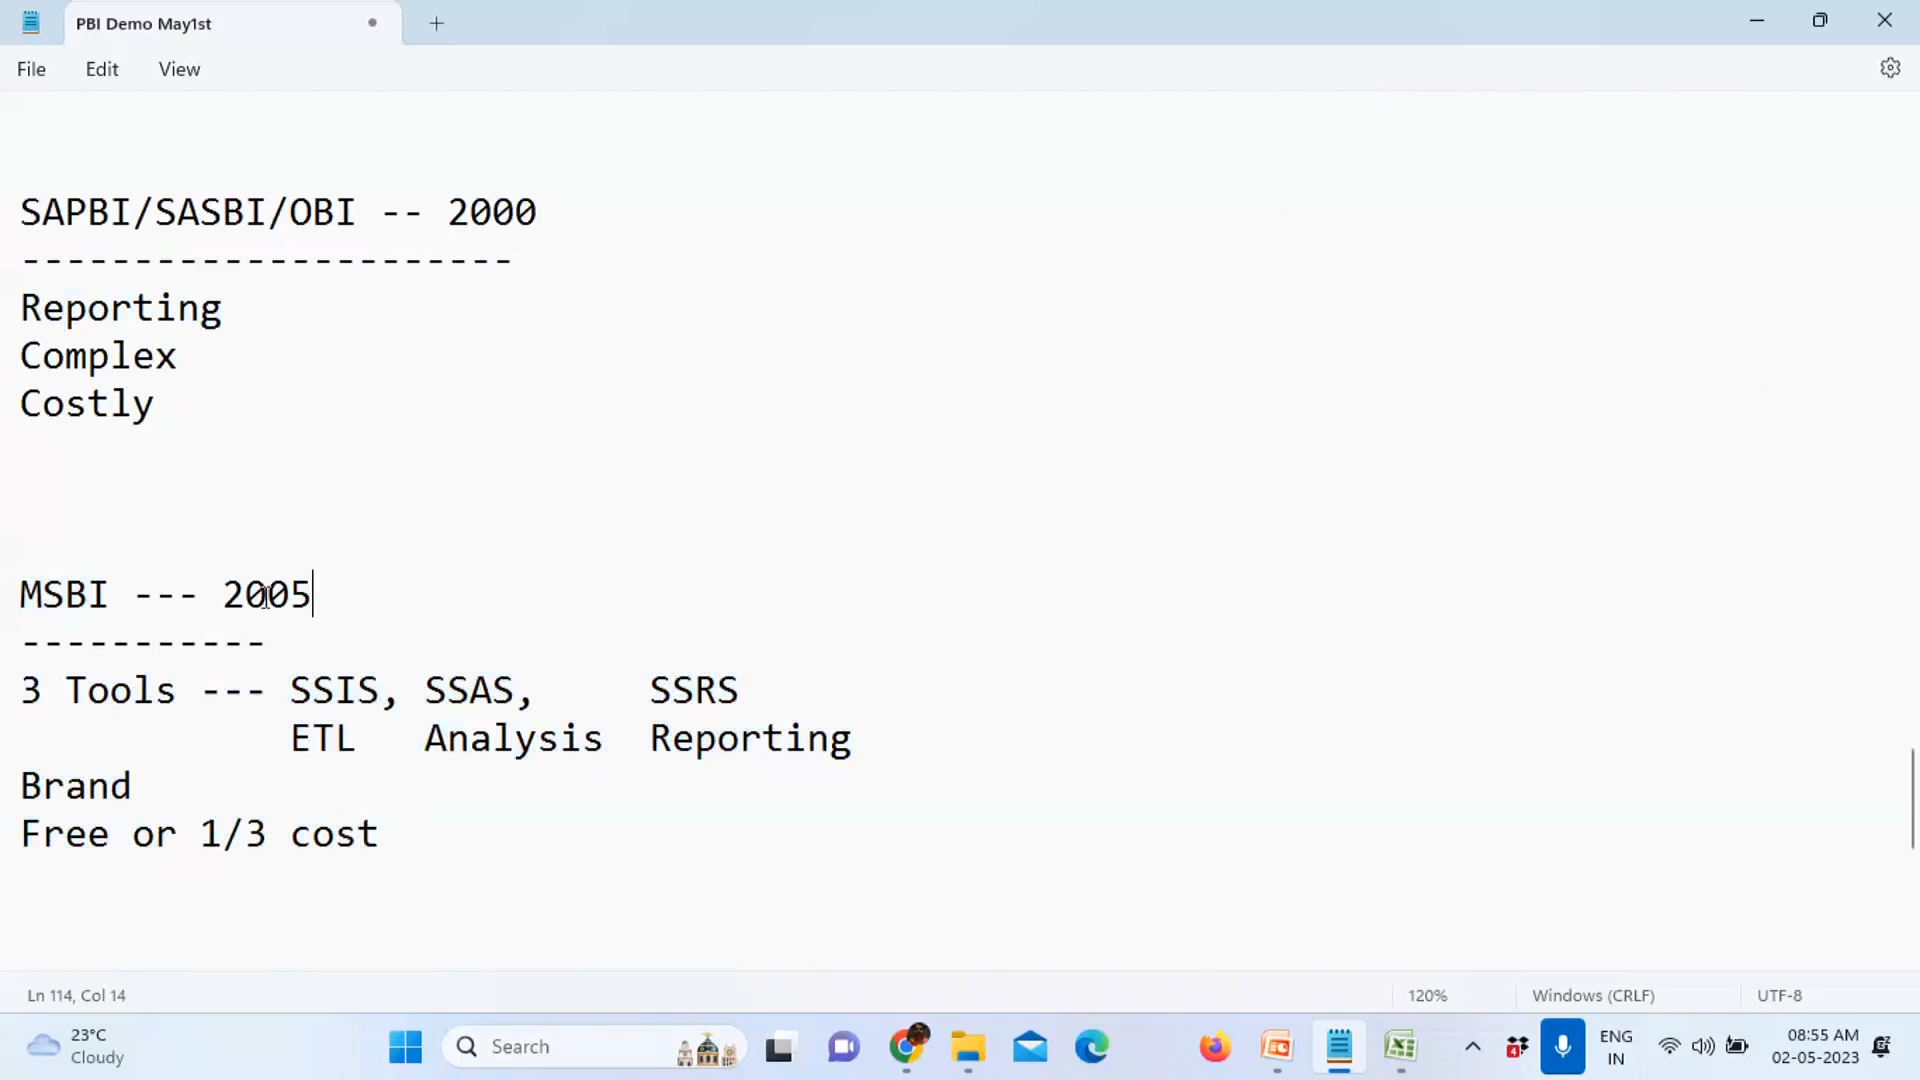 PBI Demo May1st
File Edit View
SAPBI/SASBI/OBI -- 2000
----------------------
Reporting
Complex
Costly
MSBI --- 2005
-----------
3 Tools --- SSIS, SSAS, SSRS
ETL Analysis Reporting
Brand
Free or 1/3 cost
Ln 114, Col 14 120% Windows (CRLF) UTF-8
23°C
Cloudy
Search
4
ENG
IN
08:55 AM
02-05-2023